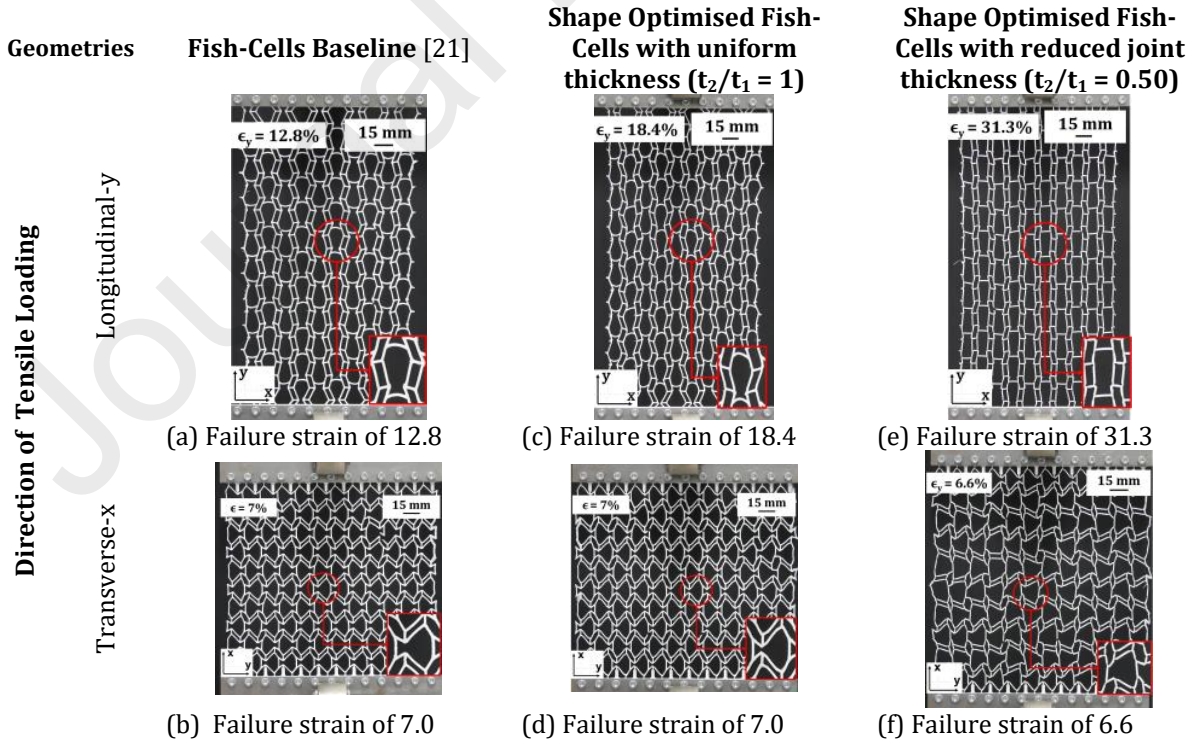 Geometries
Fish-Cells Baseline [21]
Shape Optimised Fish-
Cells with uniform
thickness (t₂/t₁ = 1)
Shape Optimised Fish-
Cells with reduced joint
thickness (t₂/t₁ = 0.50)
Direction of Tensile Loading
Longitudinal-y
ϵy = 12.8%
15 mm
y
x
ϵy = 18.4%
15 mm
y
x
ϵy = 31.3%
15 mm
y
x
(a) Failure strain of 12.8
(c) Failure strain of 18.4
(e) Failure strain of 31.3
Transverse-x
ϵ = 7%
15 mm
x
y
ϵ = 7%
15 mm
x
y
ϵy = 6.6%
15 mm
x
y
(b) Failure strain of 7.0
(d) Failure strain of 7.0
(f) Failure strain of 6.6
Journal